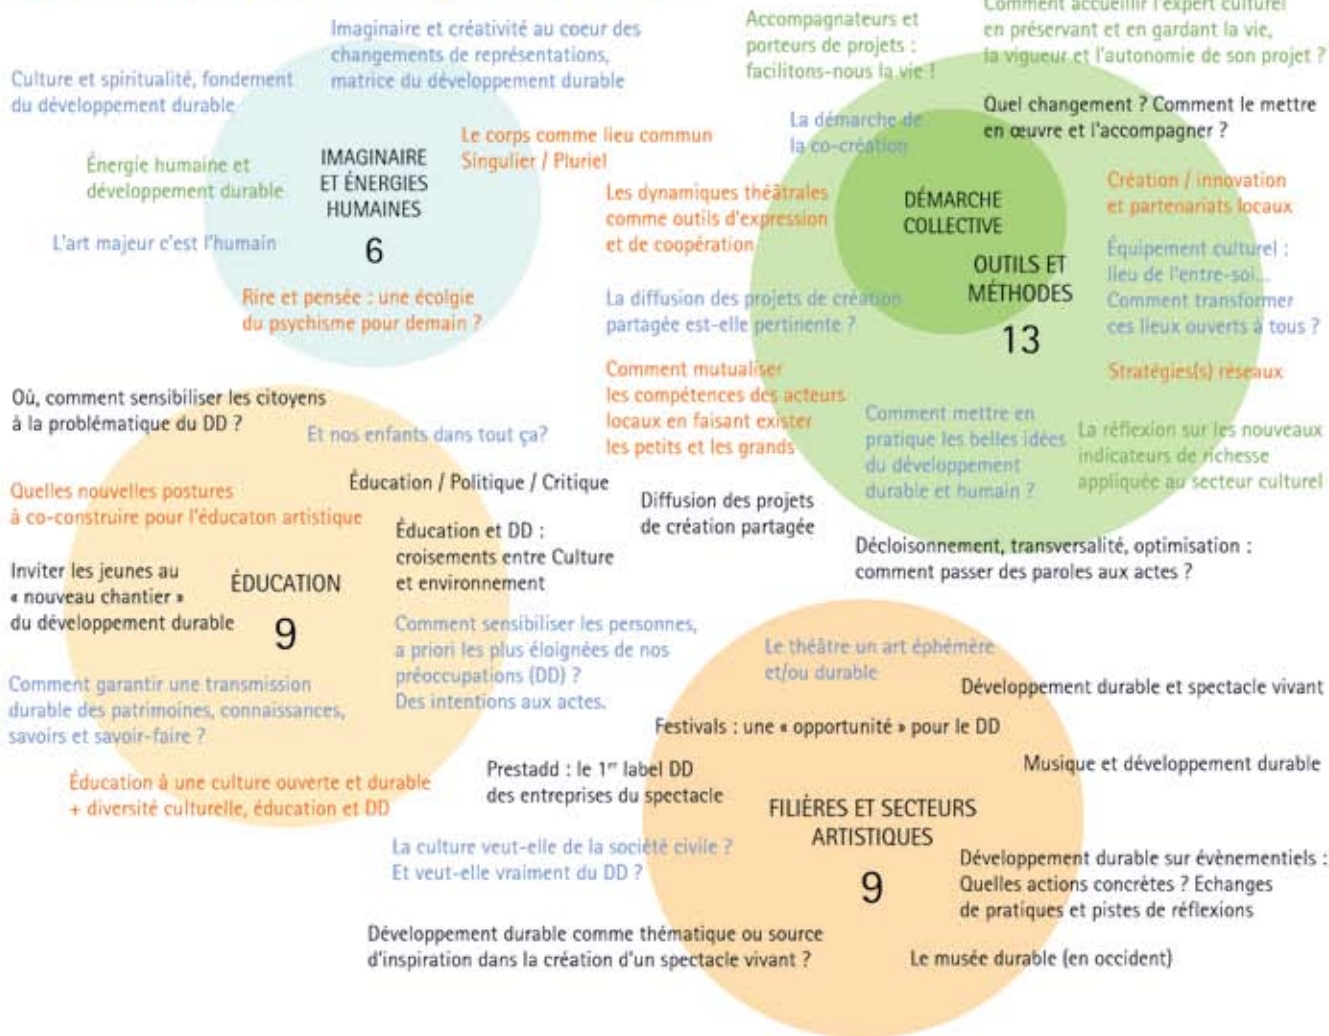 Imaginaire et créativité au coeur des
changements de représentations,
matrice du développement durable
Culture et spiritualité, fondement
du développement durable
Énergie humaine et
développement durable
IMAGINAIRE
ET ÉNERGIES
HUMAINES
6
Le corps comme lieu commun
Singulier / Pluriel
L'art majeur c'est l'humain
Rire et pensée : une écolgie
du psychisme pour demain ?
Accompagnateurs et
porteurs de projets :
facilitons-nous la vie !
Comment accueillir l'expert culturel
en préservant et en gardant la vie,
la vigueur et l'autonomie de son projet ?
La démarche de
la co-création
Quel changement ? Comment le mettre
en œuvre et l'accompagner ?
Les dynamiques théâtrales
comme outils d'expression
et de coopération
DÉMARCHE
COLLECTIVE
Création / innovation
et partenariats locaux
OUTILS ET
MÉTHODES
13
Équipement culturel :
lieu de l'entre-soi...
Comment transformer
ces lieux ouverts à tous ?
La diffusion des projets de création
partagée est-elle pertinente ?
Comment mutualiser
les compétences des acteurs
locaux en faisant exister
les petits et les grands
Stratégies(s) réseaux
Comment mettre en
pratique les belles idées
du développement
durable et humain ?
La réflexion sur les nouveaux
indicateurs de richesse
appliquée au secteur culturel
Diffusion des projets
de création partagée
Décloisonnement, transversalité, optimisation :
comment passer des paroles aux actes ?
Où, comment sensibiliser les citoyens
à la problématique du DD ?
Et nos enfants dans tout ça?
Éducation / Politique / Critique
Quelles nouvelles postures
à co-construire pour l'éducaton artistique
Éducation et DD :
croisements entre Culture
et environnement
Inviter les jeunes au
« nouveau chantier »
du développement durable
ÉDUCATION
9
Comment sensibiliser les personnes,
a priori les plus éloignées de nos
préoccupations (DD) ?
Des intentions aux actes.
Comment garantir une transmission
durable des patrimoines, connaissances,
savoirs et savoir-faire ?
Éducation à une culture ouverte et durable
+ diversité culturelle, éducation et DD
Le théâtre un art éphémère
et/ou durable
Développement durable et spectacle vivant
Festivals : une « opportunité » pour le DD
Musique et développement durable
Prestadd : le 1er label DD
des entreprises du spectacle
FILIÈRES ET SECTEURS
ARTISTIQUES
9
La culture veut-elle de la société civile ?
Et veut-elle vraiment du DD ?
Développement durable sur évènementiels :
Quelles actions concrètes ? Echanges
de pratiques et pistes de réflexions
Développement durable comme thématique ou source
d'inspiration dans la création d'un spectacle vivant ?
Le musée durable (en occident)